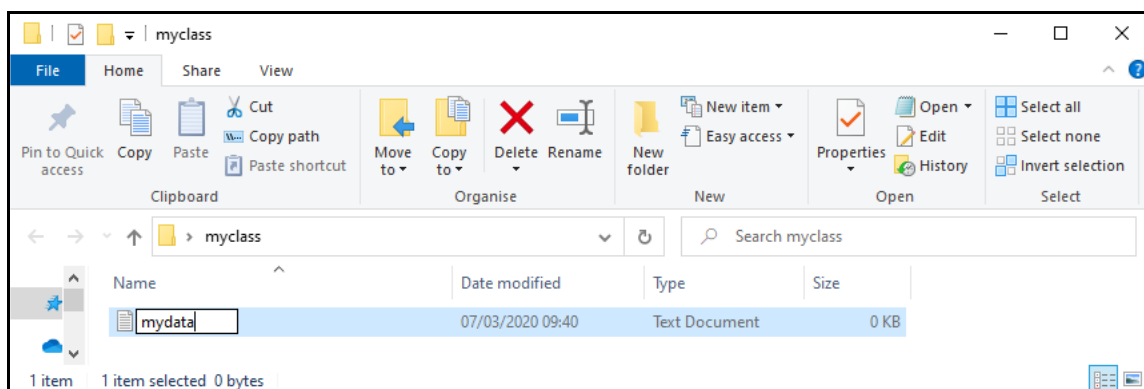 myclass
File Home Share View
Pin to Quick access
Copy
Paste
Cut
Copy path
Paste shortcut
Clipboard
Move to
Copy to
Delete
Rename
Organise
New folder
New item
Easy access
New
Properties
Open
Edit
History
Open
Select all
Select none
Invert selection
Select
myclass
Search myclass
Name Date modified Type Size
mydata 07/03/2020 09:40 Text Document 0 KB
1 item 1 item selected 0 bytes